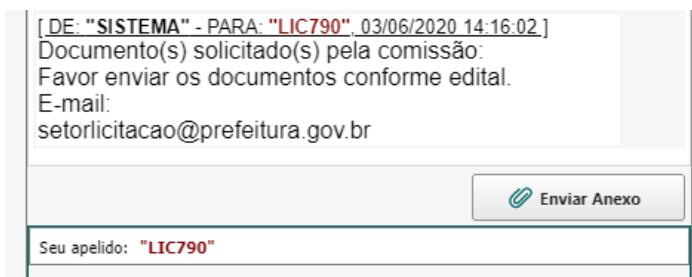 [ DE: "SISTEMA" - PARA: "LIC790", 03/06/2020 14:16:02 ]
Documento(s) solicitado(s) pela comissão:
Favor enviar os documentos conforme edital.
E-mail:
setorlicitacao@prefeitura.gov.br
Enviar Anexo
Seu apelido: "LIC790"